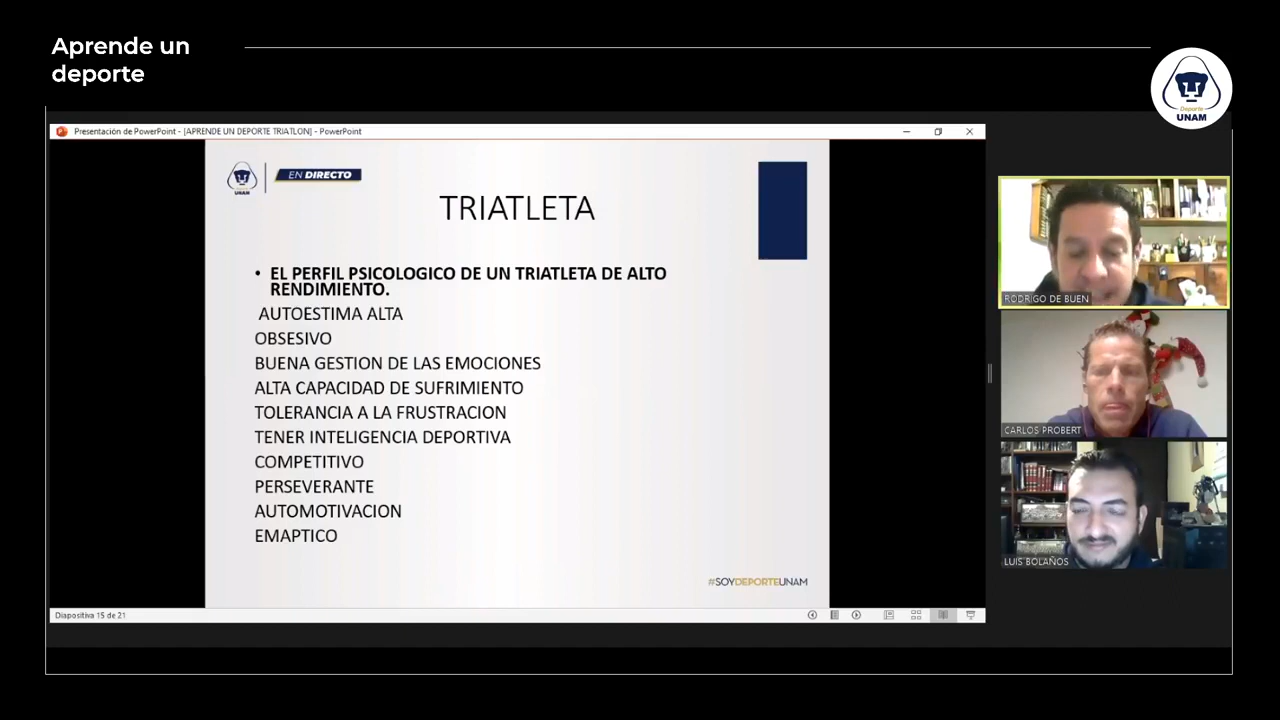 Aprende un
deporte
Deporte
UNAM
Presentación de PowerPoint - [APRENDE UN DEPORTE TRIATLON] - PowerPoint
UNAM
EN DIRECTO
TRIATLETA
• EL PERFIL PSICOLOGICO DE UN TRIATLETA DE ALTO
RENDIMIENTO.
AUTOESTIMA ALTA
OBSESIVO
BUENA GESTION DE LAS EMOCIONES
ALTA CAPACIDAD DE SUFRIMIENTO
TOLERANCIA A LA FRUSTRACION
TENER INTELIGENCIA DEPORTIVA
COMPETITIVO
PERSEVERANTE
AUTOMOTIVACION
EMAPTICO
#SOYDEPORTEUNAM
Diapositiva 15 de 21
RODRIGO DE BUEN
CARLOS PROBERT
LUIS BOLAÑOS